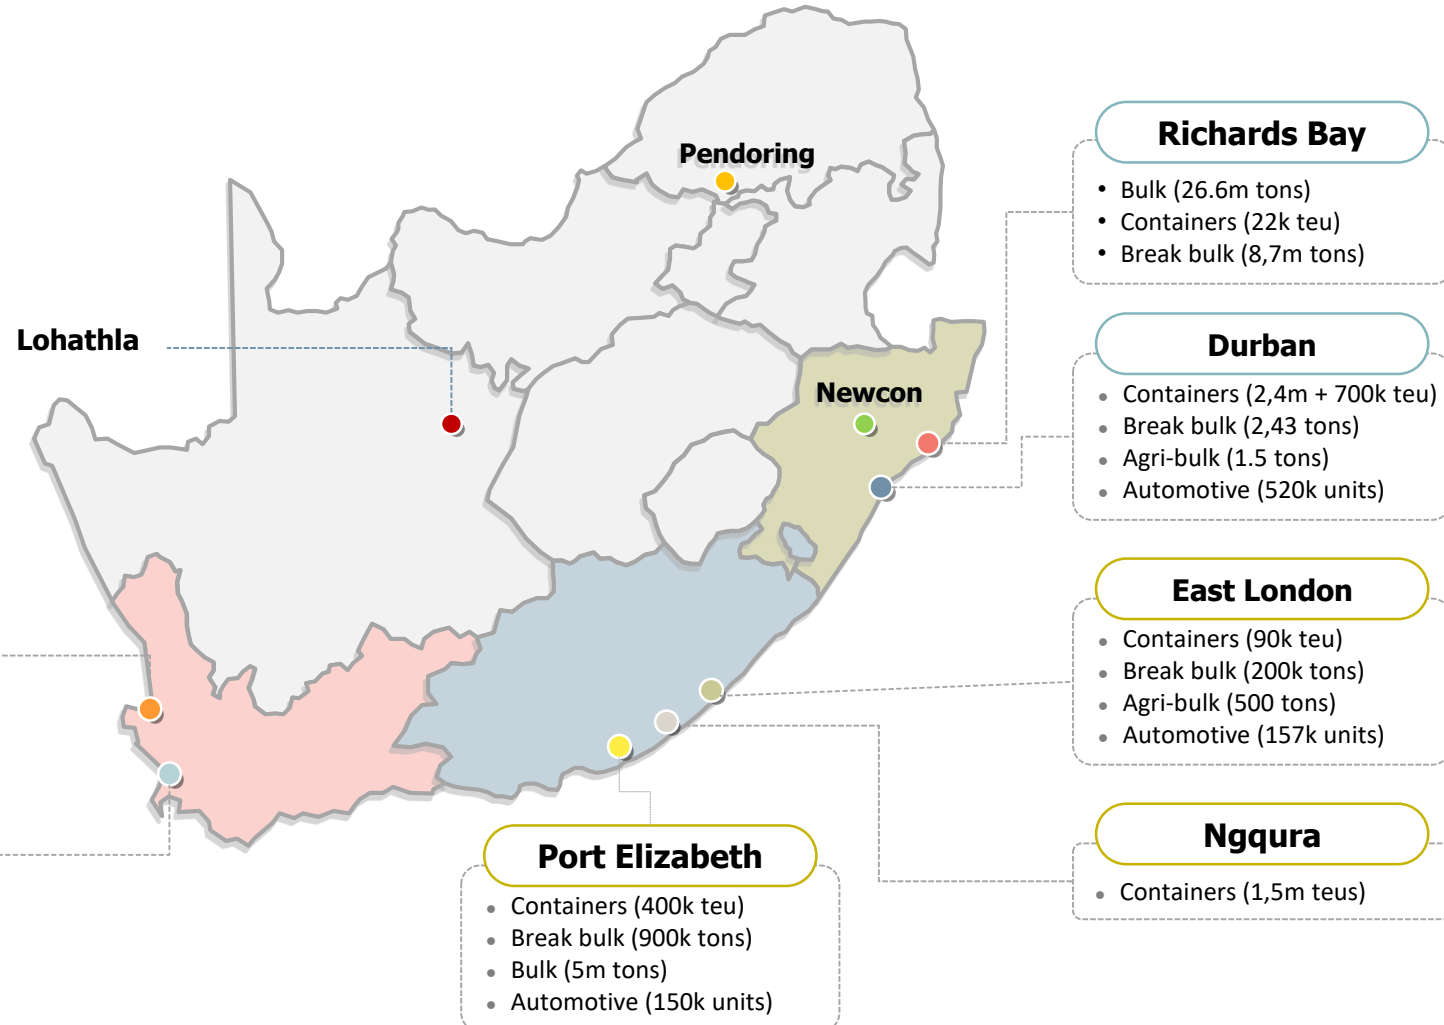 Pendoring
Lohathla
Newcon
Richards Bay
• Bulk (26.6m tons)
• Containers (22k teu)
• Break bulk (8,7m tons)
Durban
• Containers (2,4m + 700k teu)
• Break bulk (2,43 tons)
• Agri-bulk (1.5 tons)
• Automotive (520k units)
East London
• Containers (90k teu)
• Break bulk (200k tons)
• Agri-bulk (500 tons)
• Automotive (157k units)
Ngqura
• Containers (1,5m teus)
Port Elizabeth
• Containers (400k teu)
• Break bulk (900k tons)
• Bulk (5m tons)
• Automotive (150k units)